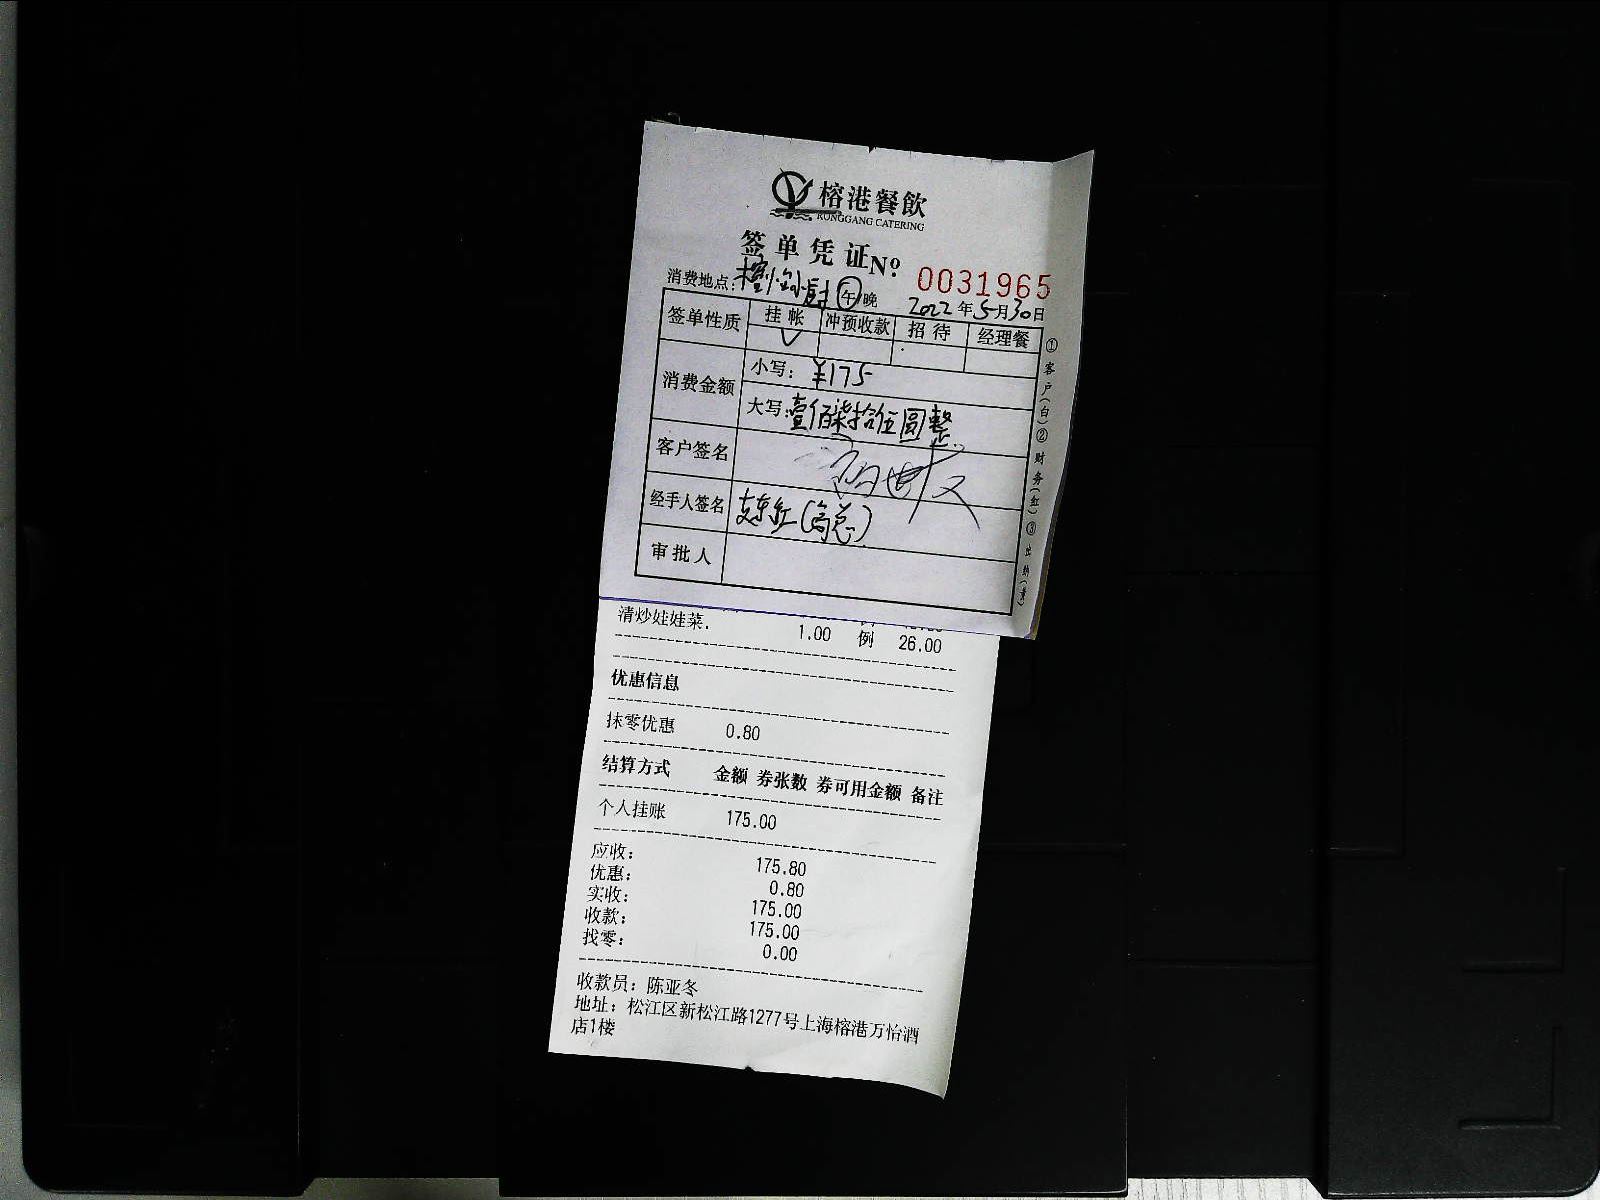 榕港餐飲
RONGGANG CATERING
签单凭证No: 0031965
消费地点: 午/晚 2022年5月30日
签单性质 挂帐 冲预收款 招待 经理餐
√
消费金额 小写: ¥175
大写: 壹佰柒拾伍圆整
客户签名
经手人签名 (高总)
审批人
①客户(白)②财务(红)③
清炒娃娃菜. 1.00 例 26.00
优惠信息
抹零优惠 0.80
结算方式 金额 券张数 券可用金额 备注
个人挂账 175.00
应收: 175.80
优惠: 0.80
实收: 175.00
收款: 175.00
找零: 0.00
收款员: 陈亚冬
地址: 松江区新松江路1277号上海榕港万怡酒
店1楼